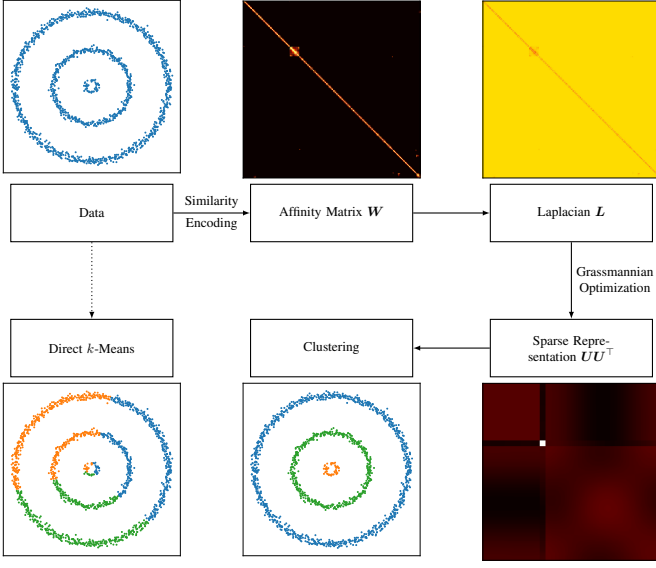 Data
Similarity
Encoding
Affinity Matrix W
Laplacian L
Grassmannian
Optimization
Direct k-Means
Clustering
Sparse Repre-
sentation UU⊤